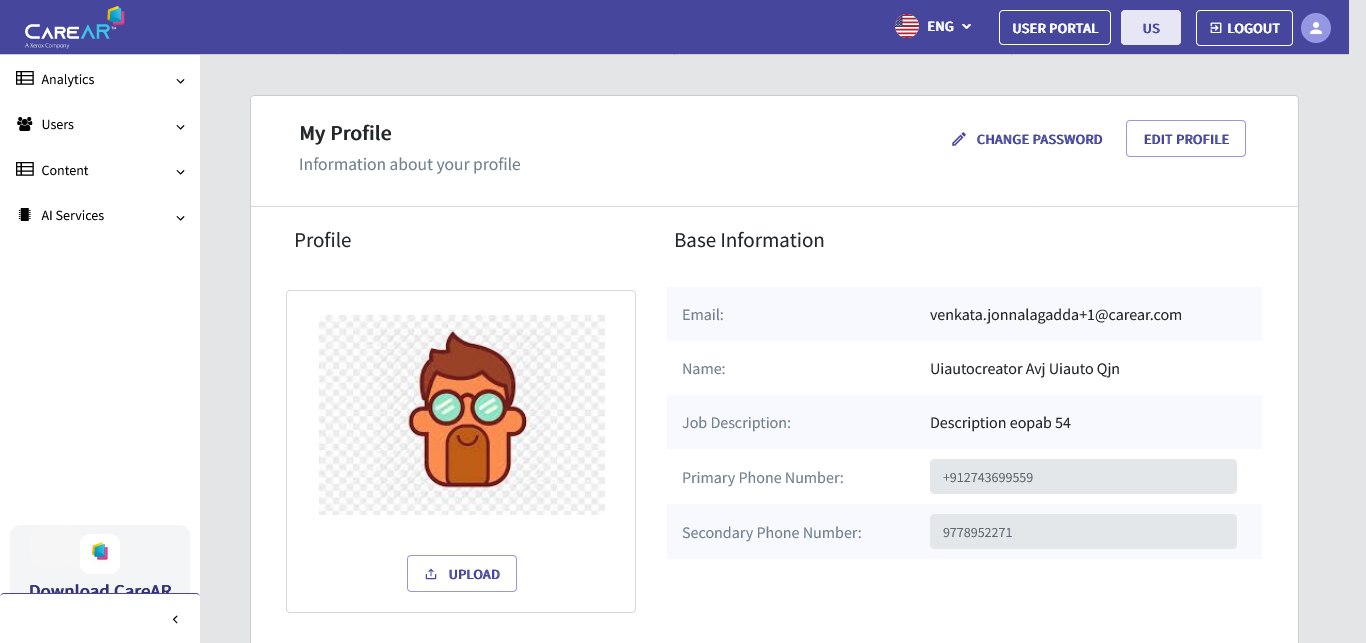 CAREAR™
A Xerox Company
ENG
USER PORTAL
US
LOGOUT
Analytics
Users
Content
AI Services
My Profile
Information about your profile
CHANGE PASSWORD
EDIT PROFILE
Profile
Base Information
Email: venkata.jonnalagadda+1@carear.com
Name: Uiautocreator Avj Uiauto Qjn
Job Description: Description eopab 54
Primary Phone Number: +912743699559
Secondary Phone Number: 9778952271
UPLOAD
Download CareAR